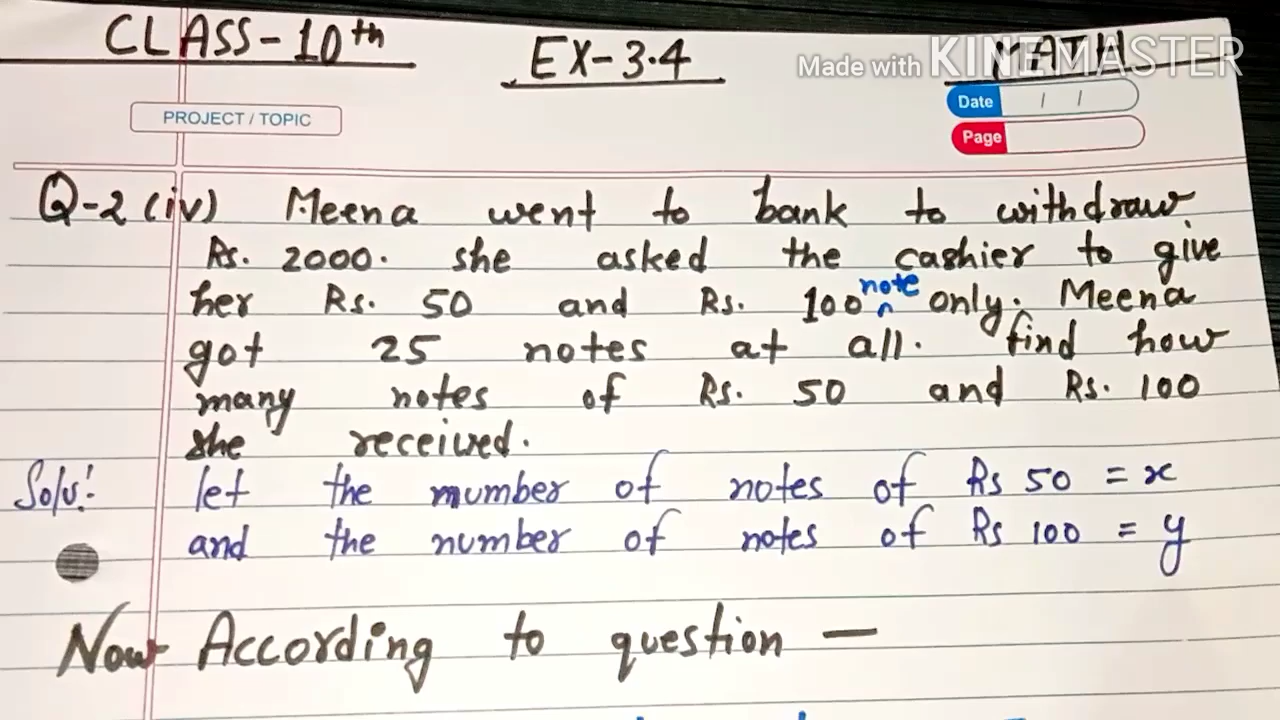 CLASS-10th EX-3.4 MATH
Made with KINEMASTER
Date / /
PROJECT / TOPIC
Page
Q-2 (iv) Meena went to bank to withdraw
Rs. 2000. she asked the cashier to give
her Rs. 50 and Rs. 100 note only. Meena
got 25 notes at all. find how
many notes of Rs. 50 and Rs. 100
she received.
Solu! let the number of notes of Rs 50 = x
and the number of notes of Rs 100 = y
Now According to question —